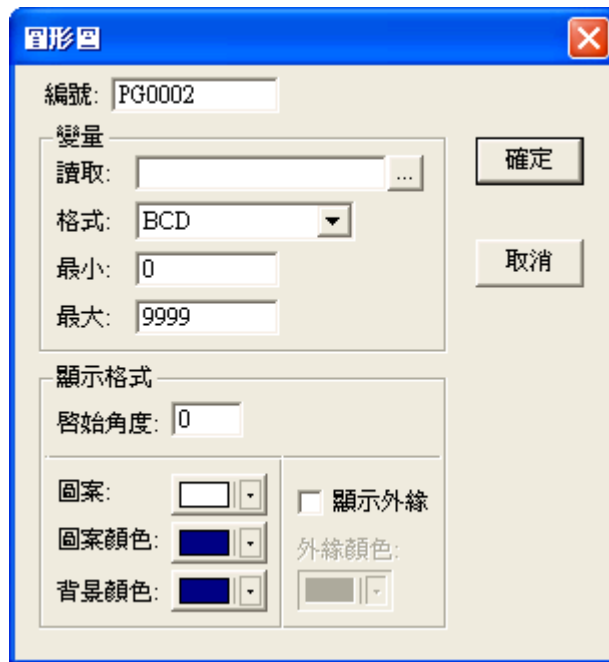 圓形圖
編號: PG0002
變量
讀取: ...
確定
格式: BCD
最小: 0
取消
最大: 9999
顯示格式
啓始角度: 0
圖案:
顯示外緣
圖案顏色:
外緣顏色:
背景顏色: